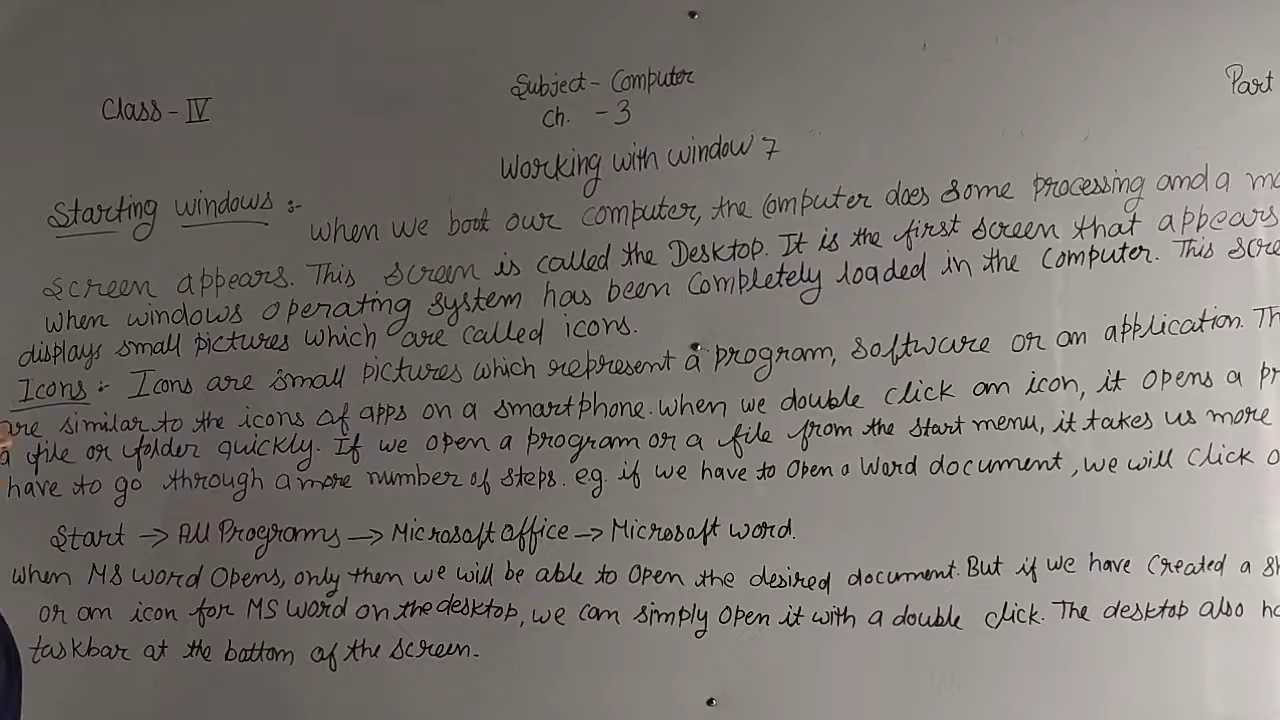 Class - IV
Subject - Computer
Part
Ch. - 3
Working with window 7
Starting windows :- When we boot our computer, the computer does some processing and a
screen appears. This screen is called the Desktop. It is the first screen that appears
when windows operating system has been completely loaded in the computer. This
displays small pictures which are called icons.
Icons :- Icons are small pictures which represent a program, software or an application.
are similar to the icons of apps on a smartphone. When we double click on icon, it opens a
a file or folder quickly. If we open a program or a file from the start menu, it takes us more
have to go through a more number of steps. eg. if we have to open a Word document, we will click
Start → All Programs → Microsoft office → Microsoft word.
When MS word opens, only then we will be able to open the desired document. But if we have created a
or an icon for MS word on the desktop, we can simply open it with a double click. The desktop also
taskbar at the bottom of the screen.